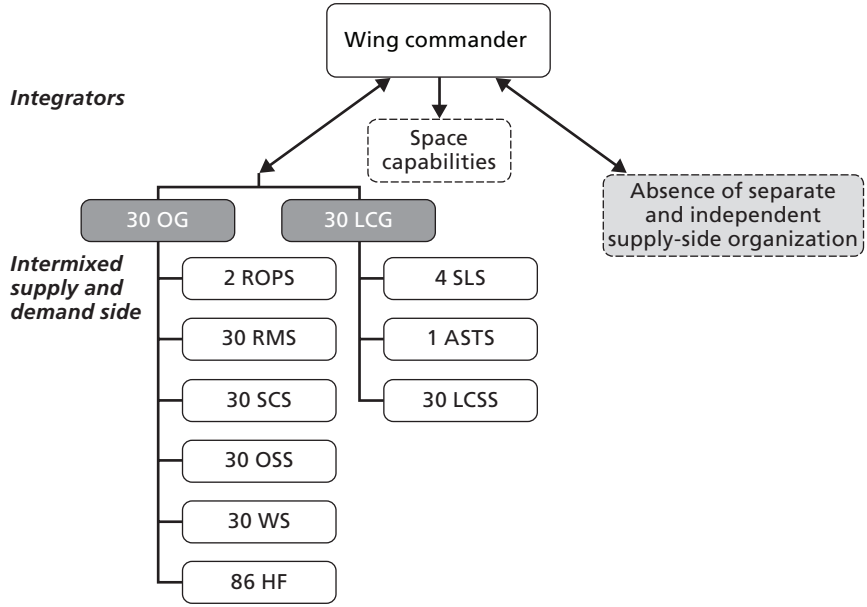 Wing commander
Integrators
Space
capabilities
Absence of separate
and independent
supply-side organization
30 OG
30 LCG
Intermixed
supply and
demand side
2 ROPS
30 RMS
30 SCS
30 OSS
30 WS
86 HF
4 SLS
1 ASTS
30 LCSS